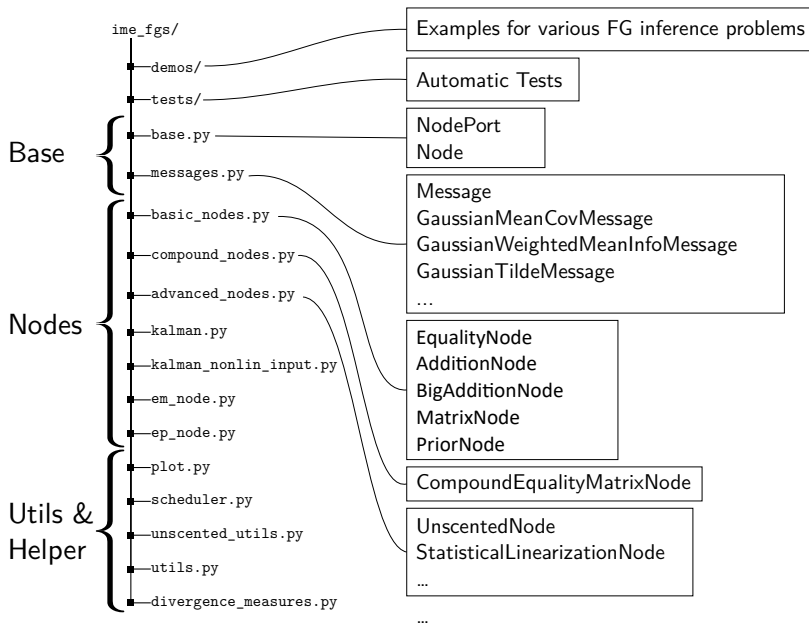 ime_fgs/
demos/
tests/
Base
base.py
messages.py
Nodes
basic_nodes.py
compound_nodes.py
advanced_nodes.py
kalman.py
kalman_nonlin_input.py
em_node.py
ep_node.py
Utils &
Helper
plot.py
scheduler.py
unscented_utils.py
utils.py
divergence_measures.py
Examples for various FG inference problems
Automatic Tests
NodePort
Node
Message
GaussianMeanCovMessage
GaussianWeightedMeanInfoMessage
GaussianTildeMessage
...
EqualityNode
AdditionNode
BigAdditionNode
MatrixNode
PriorNode
CompoundEqualityMatrixNode
UnscentedNode
StatisticalLinearizationNode
...
...